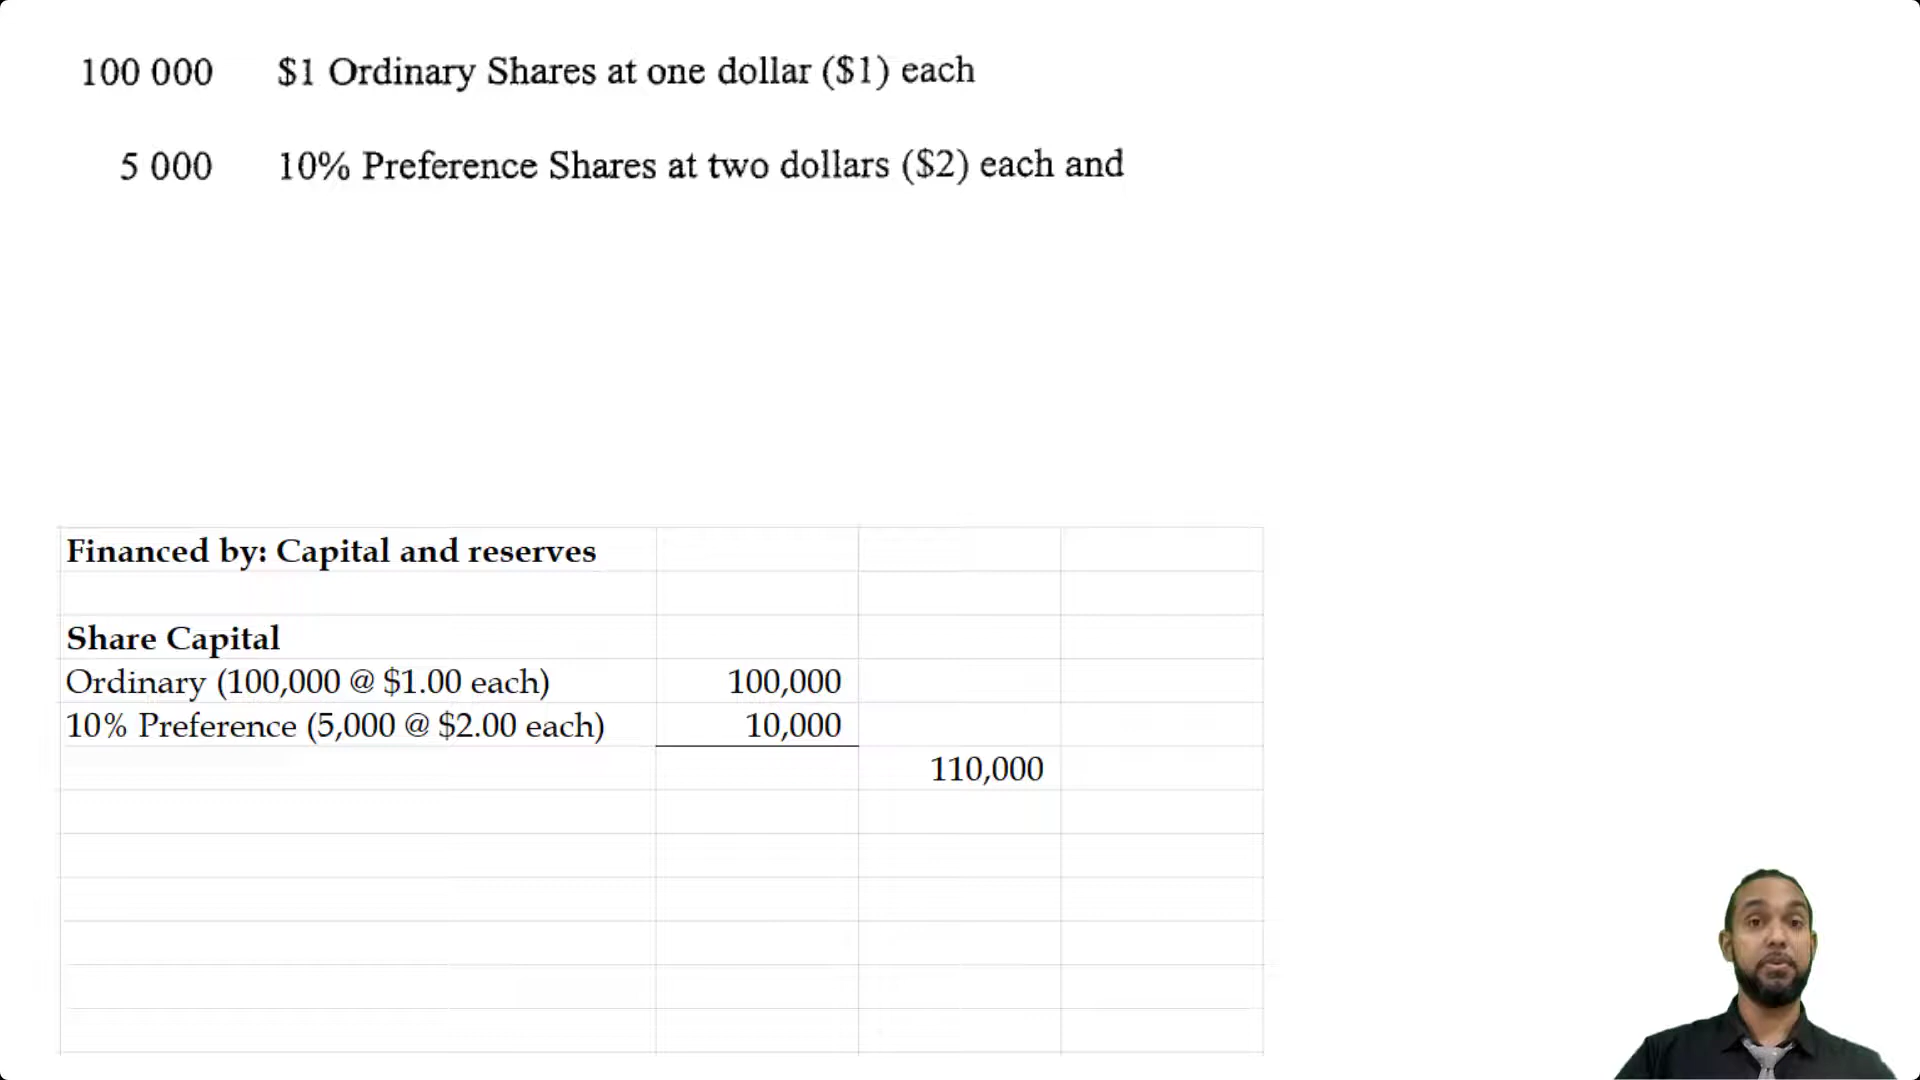 100 000 $1 Ordinary Shares at one dollar ($1) each
5 000 10% Preference Shares at two dollars ($2) each and
Financed by: Capital and reserves
Share Capital
Ordinary (100,000 @ $1.00 each) 100,000
10% Preference (5,000 @ $2.00 each) 10,000
110,000